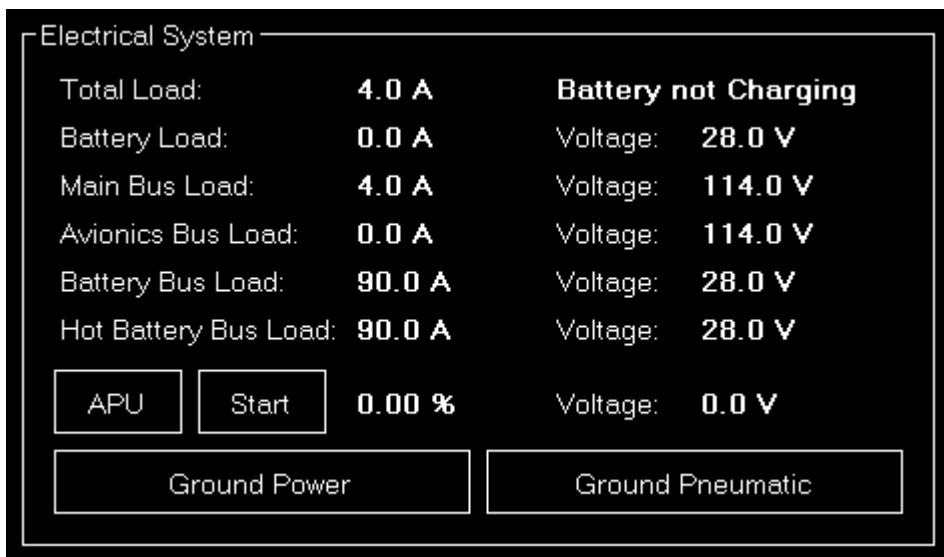 Electrical System
Total Load: 4.0 A Battery not Charging
Battery Load: 0.0 A Voltage: 28.0 V
Main Bus Load: 4.0 A Voltage: 114.0 V
Avionics Bus Load: 0.0 A Voltage: 114.0 V
Battery Bus Load: 90.0 A Voltage: 28.0 V
Hot Battery Bus Load: 90.0 A Voltage: 28.0 V
APU Start 0.00 % Voltage: 0.0 V
Ground Power Ground Pneumatic